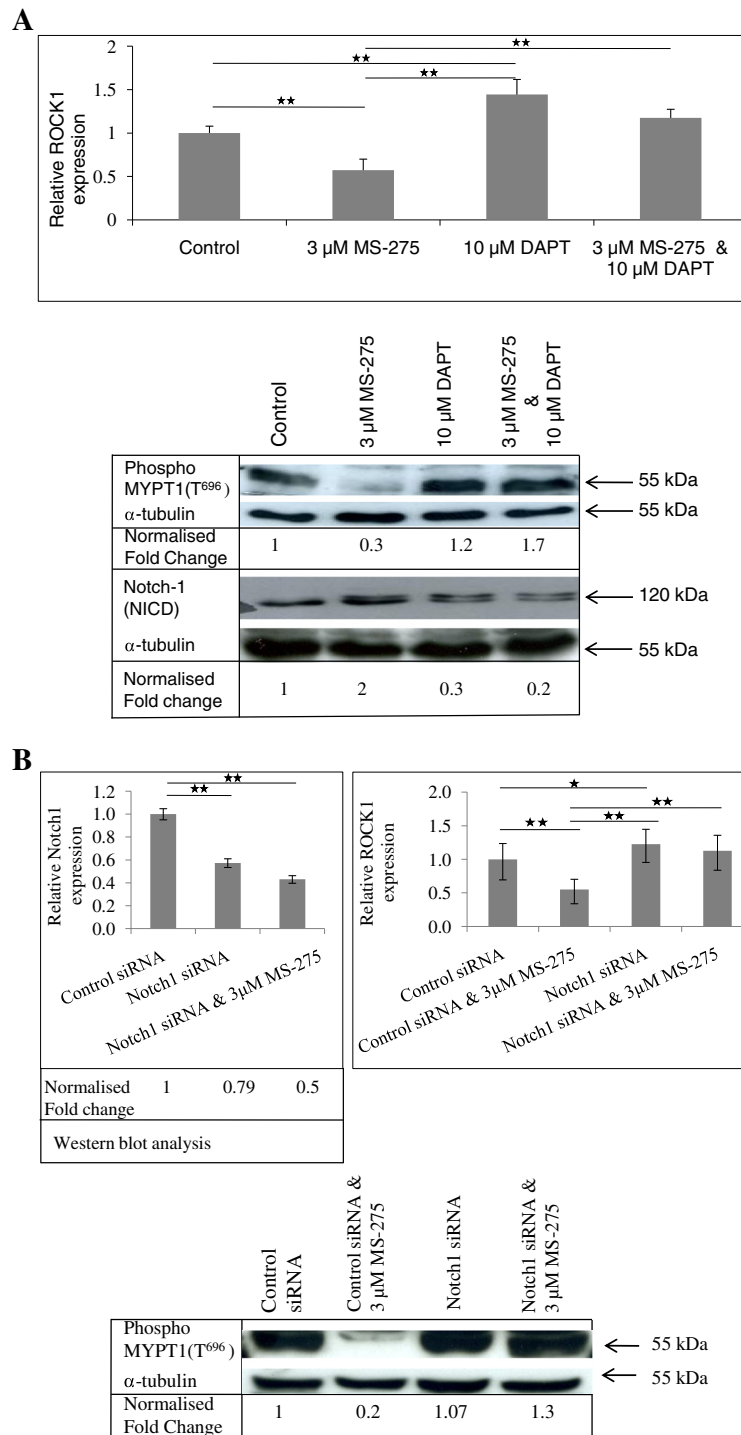 A
Relative ROCK1
expression
2
1.5
1
0.5
0
★★
★★
★★
★★
Control
3 µM MS-275
10 µM DAPT
3 µM MS-275 &
10 µM DAPT
Control
3 µM MS-275
10 µM DAPT
3 µM MS-275
&
10 µM DAPT
Phospho
MYPT1(T⁶⁹⁶)
55 kDa
α-tubulin
55 kDa
Normalised
Fold Change
1 0.3 1.2 1.7
Notch-1
(NICD)
120 kDa
α-tubulin
55 kDa
Normalised
Fold change
1 2 0.3 0.2
B
Relative Notch1
expression
1.2
1.0
0.8
0.6
0.4
0.2
0.0
★★
★★
Control siRNA
Notch1 siRNA
Notch1 siRNA & 3µM MS-275
Normalised
Fold change
1 0.79 0.5
Western blot analysis
Relative ROCK1
expression
2.0
1.5
1.0
0.5
0.0
★
★★
★★
★★
Control siRNA
Control siRNA & 3µM MS-275
Notch1 siRNA
Notch1 siRNA & 3µM MS-275
Control
siRNA
Control siRNA &
3 µM MS-275
Notch1 siRNA
Notch1 siRNA &
3 µM MS-275
Phospho
MYPT1(T⁶⁹⁶)
55 kDa
α-tubulin
55 kDa
Normalised
Fold Change
1 0.2 1.07 1.3